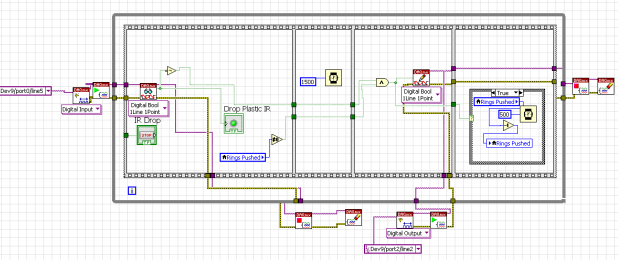 Dev9/port0/line5
Digital Input
Digital Bool
1Line 1Point
IR Drop
STOP
Drop Plastic IR
Rings Pushed
1500
Digital Bool
1Line 1Point
True
Rings Pushed
500
Rings Pushed
i
Digital Output
Dev9/port2/line2